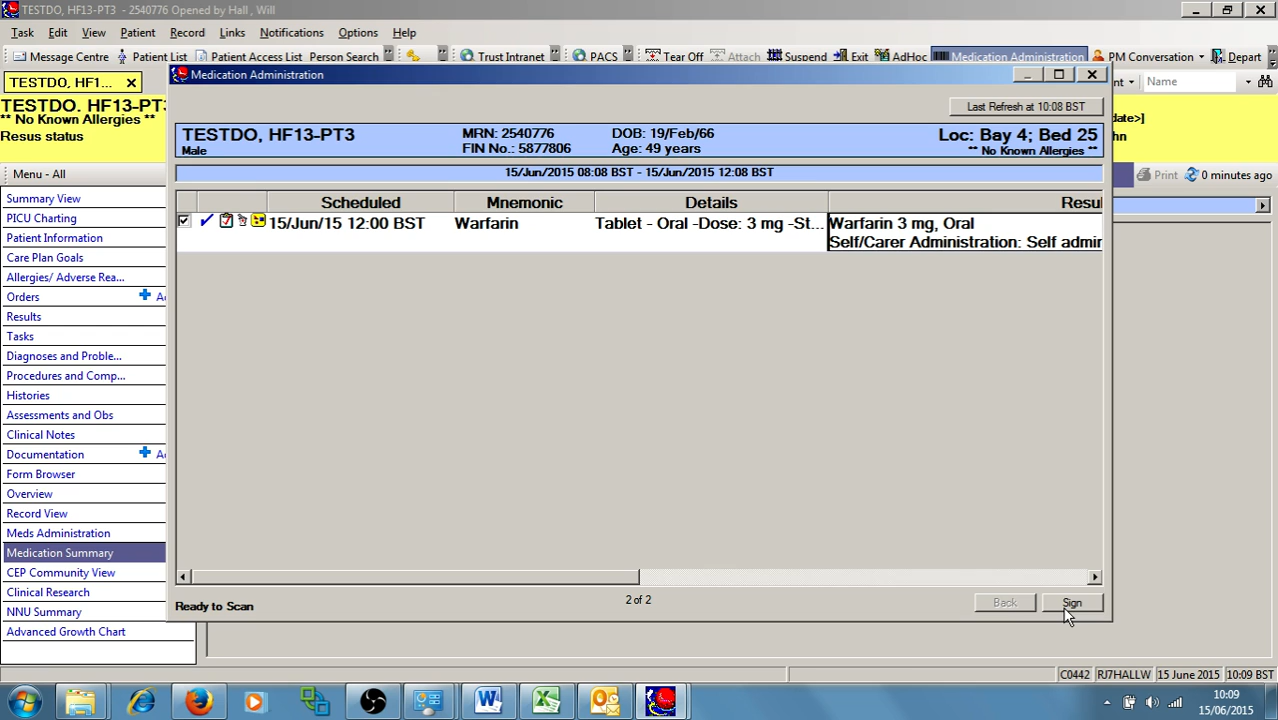 TESTDO, HF13-PT3 - 2540776 Opened by Hall, Will
Task Edit View Patient Record Links Notifications Options Help
Message Centre Patient List Patient Access List Person Search Trust Intranet PACS Tear Off Attach Suspend Exit AdHoc Medication Administration PM Conversation Depart
TESTDO, HF1... Name
TESTDO, HF13-PT3
** No Known Allergies **
Resus status
Medication Administration
Last Refresh at 10:08 BST
TESTDO, HF13-PT3 MRN: 2540776 DOB: 19/Feb/66 Loc: Bay 4; Bed 25
Male FIN No.: 5877806 Age: 49 years ** No Known Allergies **
15/Jun/2015 08:08 BST - 15/Jun/2015 12:08 BST
Print 0 minutes ago
Scheduled Mnemonic Details Resul
15/Jun/15 12:00 BST Warfarin Tablet - Oral -Dose: 3 mg -St... Warfarin 3 mg, Oral
Self/Carer Administration: Self admir
Menu - All
Summary View
PICU Charting
Patient Information
Care Plan Goals
Allergies/ Adverse Rea...
Orders
Results
Tasks
Diagnoses and Proble...
Procedures and Comp...
Histories
Assessments and Obs
Clinical Notes
Documentation
Form Browser
Overview
Record View
Meds Administration
Medication Summary
CEP Community View
Clinical Research
NNU Summary
Advanced Growth Chart
Ready to Scan 2 of 2 Back Sign
C0442 RJ7HALLW 15 June 2015 10:09 BST
10:09
15/06/2015